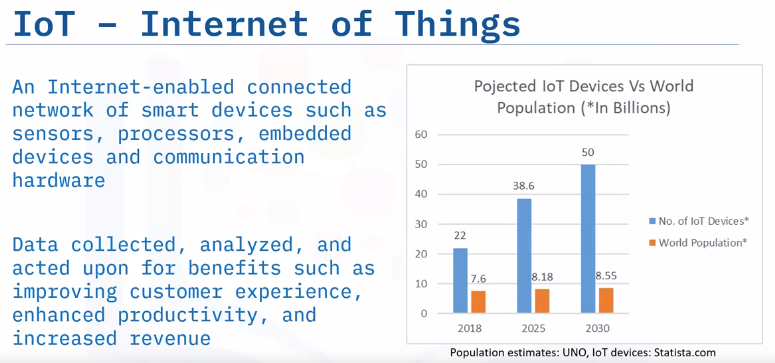 IoT – Internet of Things
An Internet-enabled connected
network of smart devices such as
sensors, processors, embedded
devices and communication
hardware
Data collected, analyzed, and
acted upon for benefits such as
improving customer experience,
enhanced productivity, and
increased revenue
Pojected IoT Devices Vs World
Population (*In Billions)
60
50
40
30
20
10
0
22
7.6
38.6
8.18
50
8.55
2018
2025
2030
No. of IoT Devices*
World Population*
Population estimates: UNO, IoT devices: Statista.com